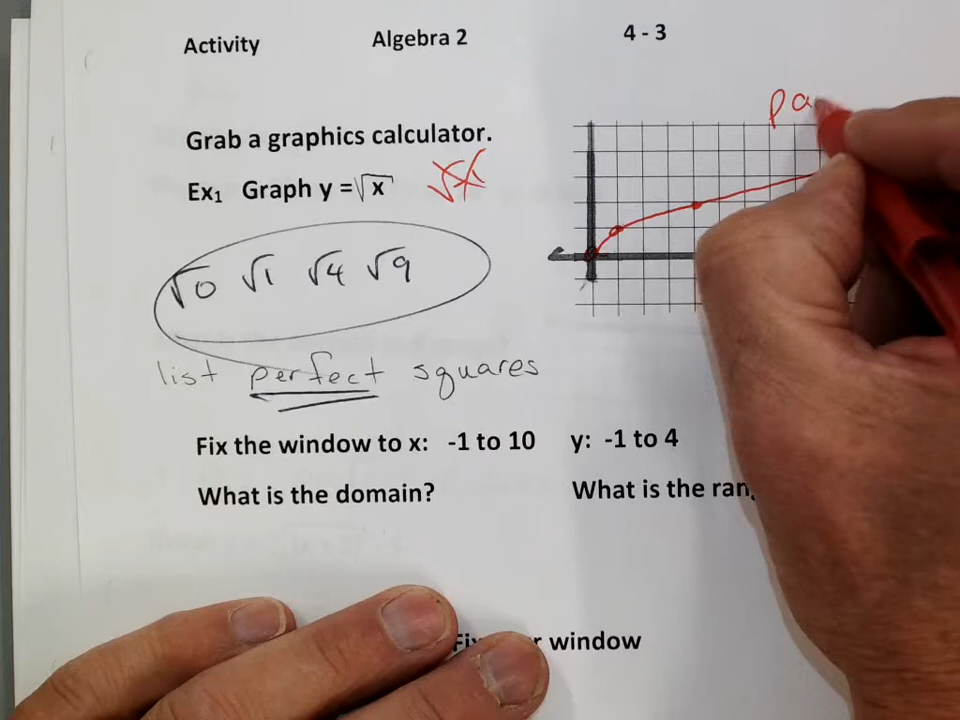 Activity Algebra 2 4 - 3
pa
Grab a graphics calculator.
Ex₁ Graph y = √x √x
√0 √1 √4 √9
list perfect squares
Fix the window to x: -1 to 10 y: -1 to 4
What is the domain? What is the ran
window